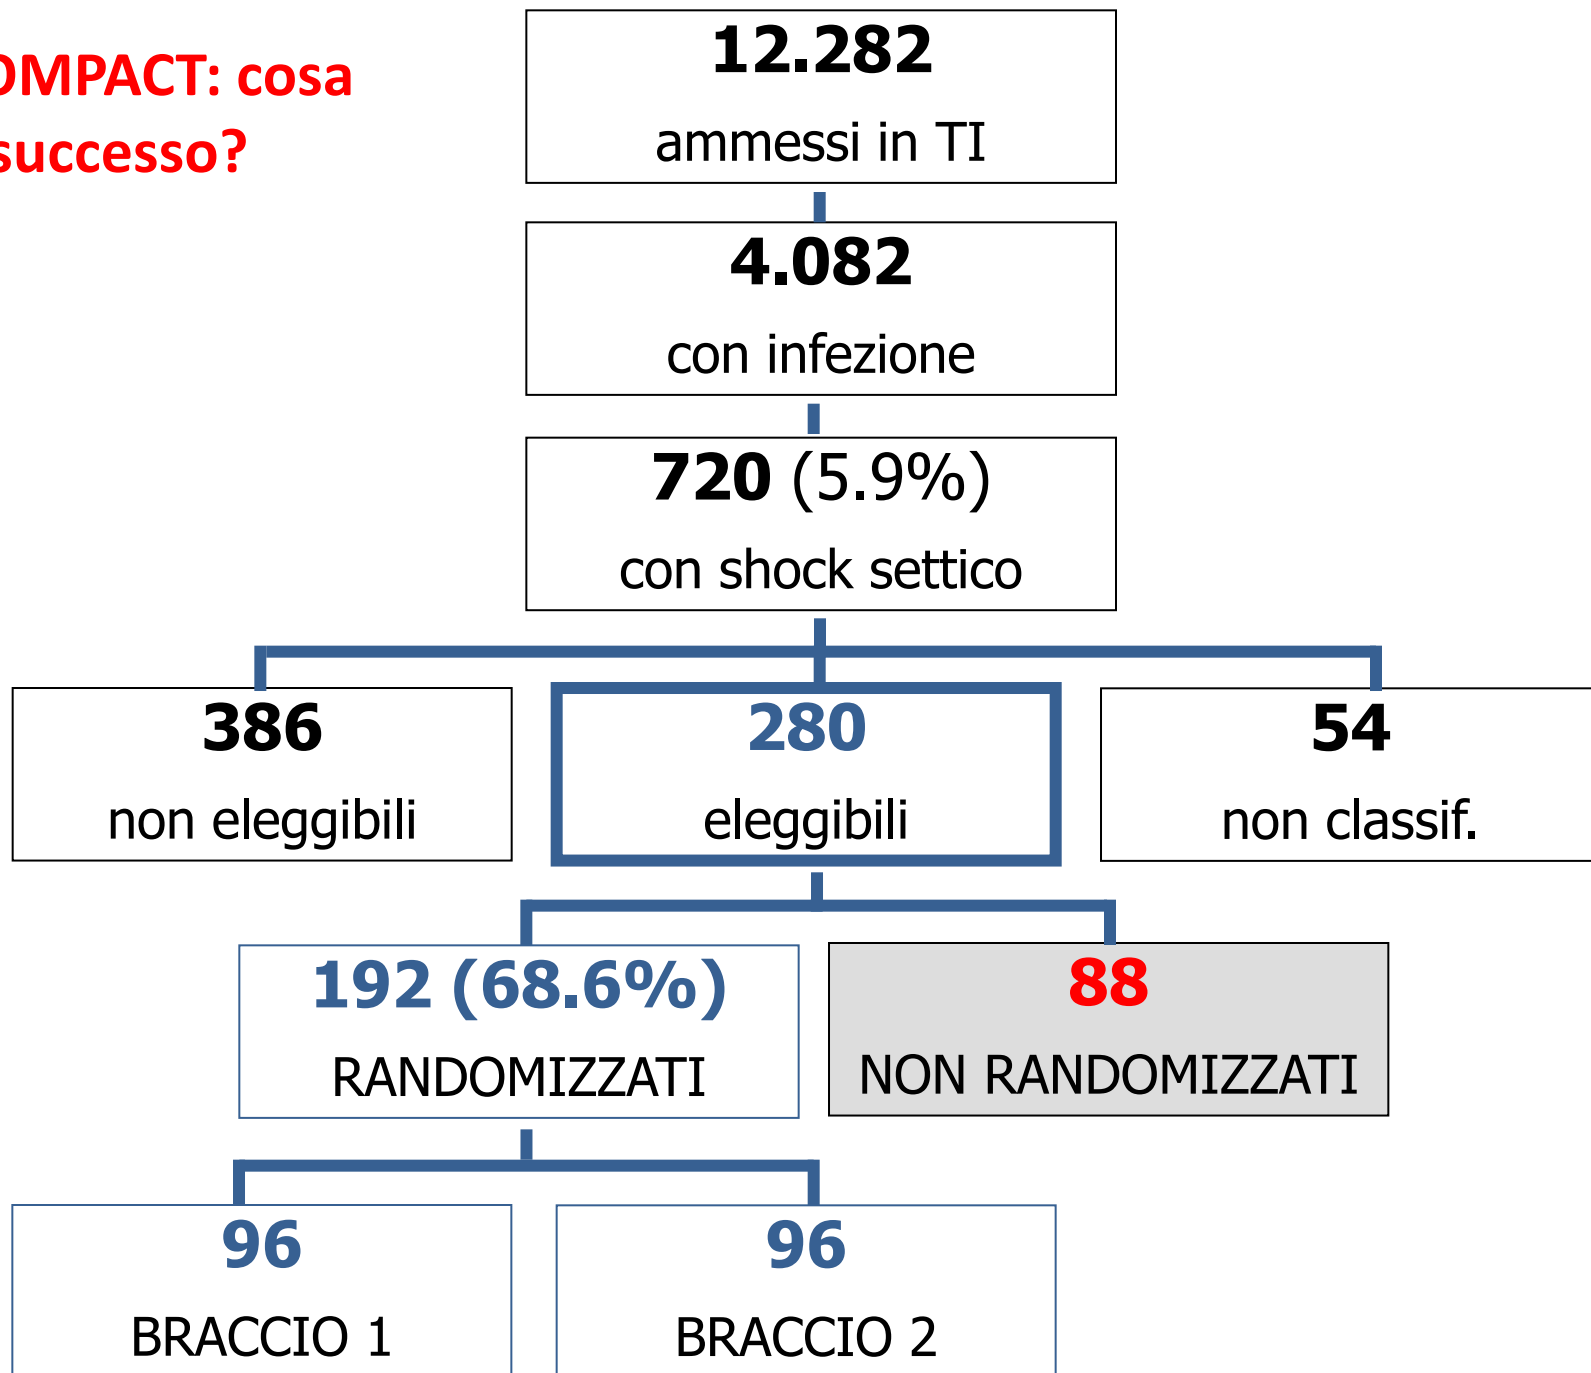 OMPACT: cosa
successo?
12.282
ammessi in TI
4.082
con infezione
720 (5.9%)
con shock settico
386
non eleggibili
280
eleggibili
54
non classif.
192 (68.6%)
RANDOMIZZATI
88
NON RANDOMIZZATI
96
BRACCIO 1
96
BRACCIO 2